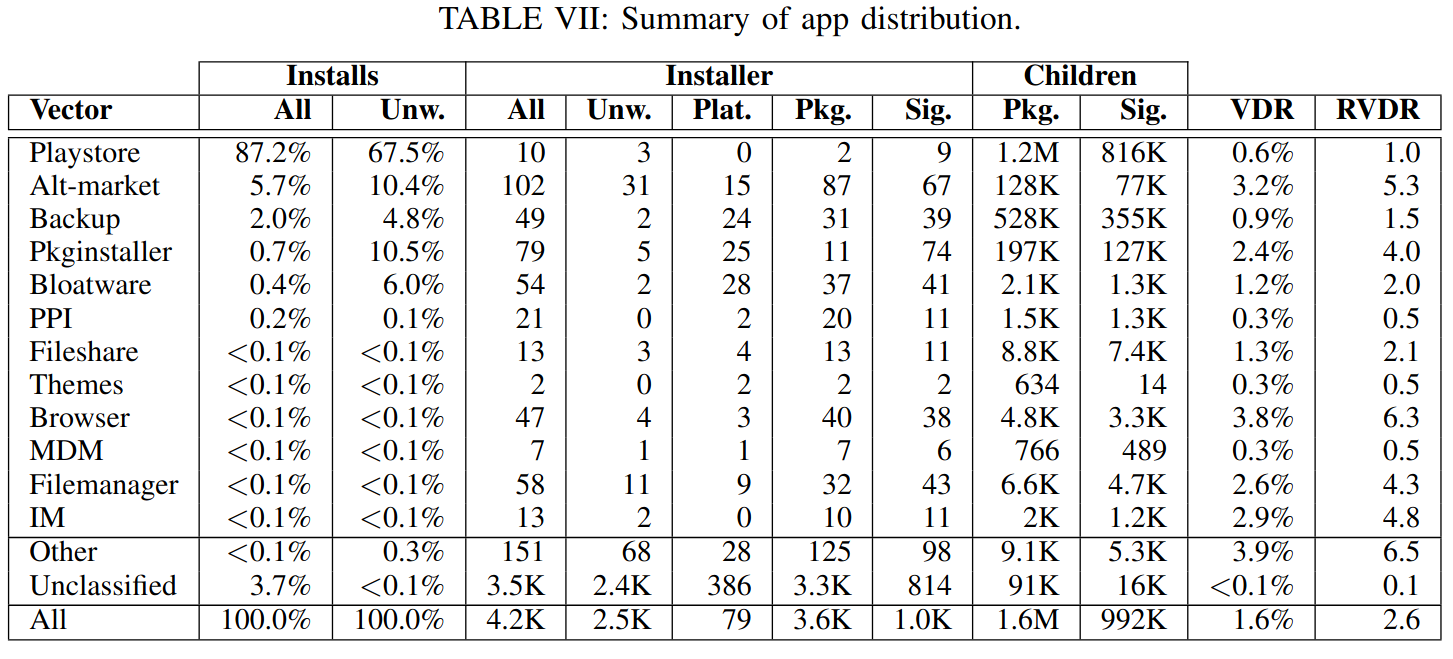 TABLE VII: Summary of app distribution.
Installs Installer Children
Vector All Unw. All Unw. Plat. Pkg. Sig. Pkg. Sig. VDR RVDR
Playstore 87.2% 67.5% 10 3 0 2 9 1.2M 816K 0.6% 1.0
Alt-market 5.7% 10.4% 102 31 15 87 67 128K 77K 3.2% 5.3
Backup 2.0% 4.8% 49 2 24 31 39 528K 355K 0.9% 1.5
Pkginstaller 0.7% 10.5% 79 5 25 11 74 197K 127K 2.4% 4.0
Bloatware 0.4% 6.0% 54 2 28 37 41 2.1K 1.3K 1.2% 2.0
PPI 0.2% 0.1% 21 0 2 20 11 1.5K 1.3K 0.3% 0.5
Fileshare <0.1% <0.1% 13 3 4 13 11 8.8K 7.4K 1.3% 2.1
Themes <0.1% <0.1% 2 0 2 2 2 634 14 0.3% 0.5
Browser <0.1% <0.1% 47 4 3 40 38 4.8K 3.3K 3.8% 6.3
MDM <0.1% <0.1% 7 1 1 7 6 766 489 0.3% 0.5
Filemanager <0.1% <0.1% 58 11 9 32 43 6.6K 4.7K 2.6% 4.3
IM <0.1% <0.1% 13 2 0 10 11 2K 1.2K 2.9% 4.8
Other <0.1% 0.3% 151 68 28 125 98 9.1K 5.3K 3.9% 6.5
Unclassified 3.7% <0.1% 3.5K 2.4K 386 3.3K 814 91K 16K <0.1% 0.1
All 100.0% 100.0% 4.2K 2.5K 79 3.6K 1.0K 1.6M 992K 1.6% 2.6